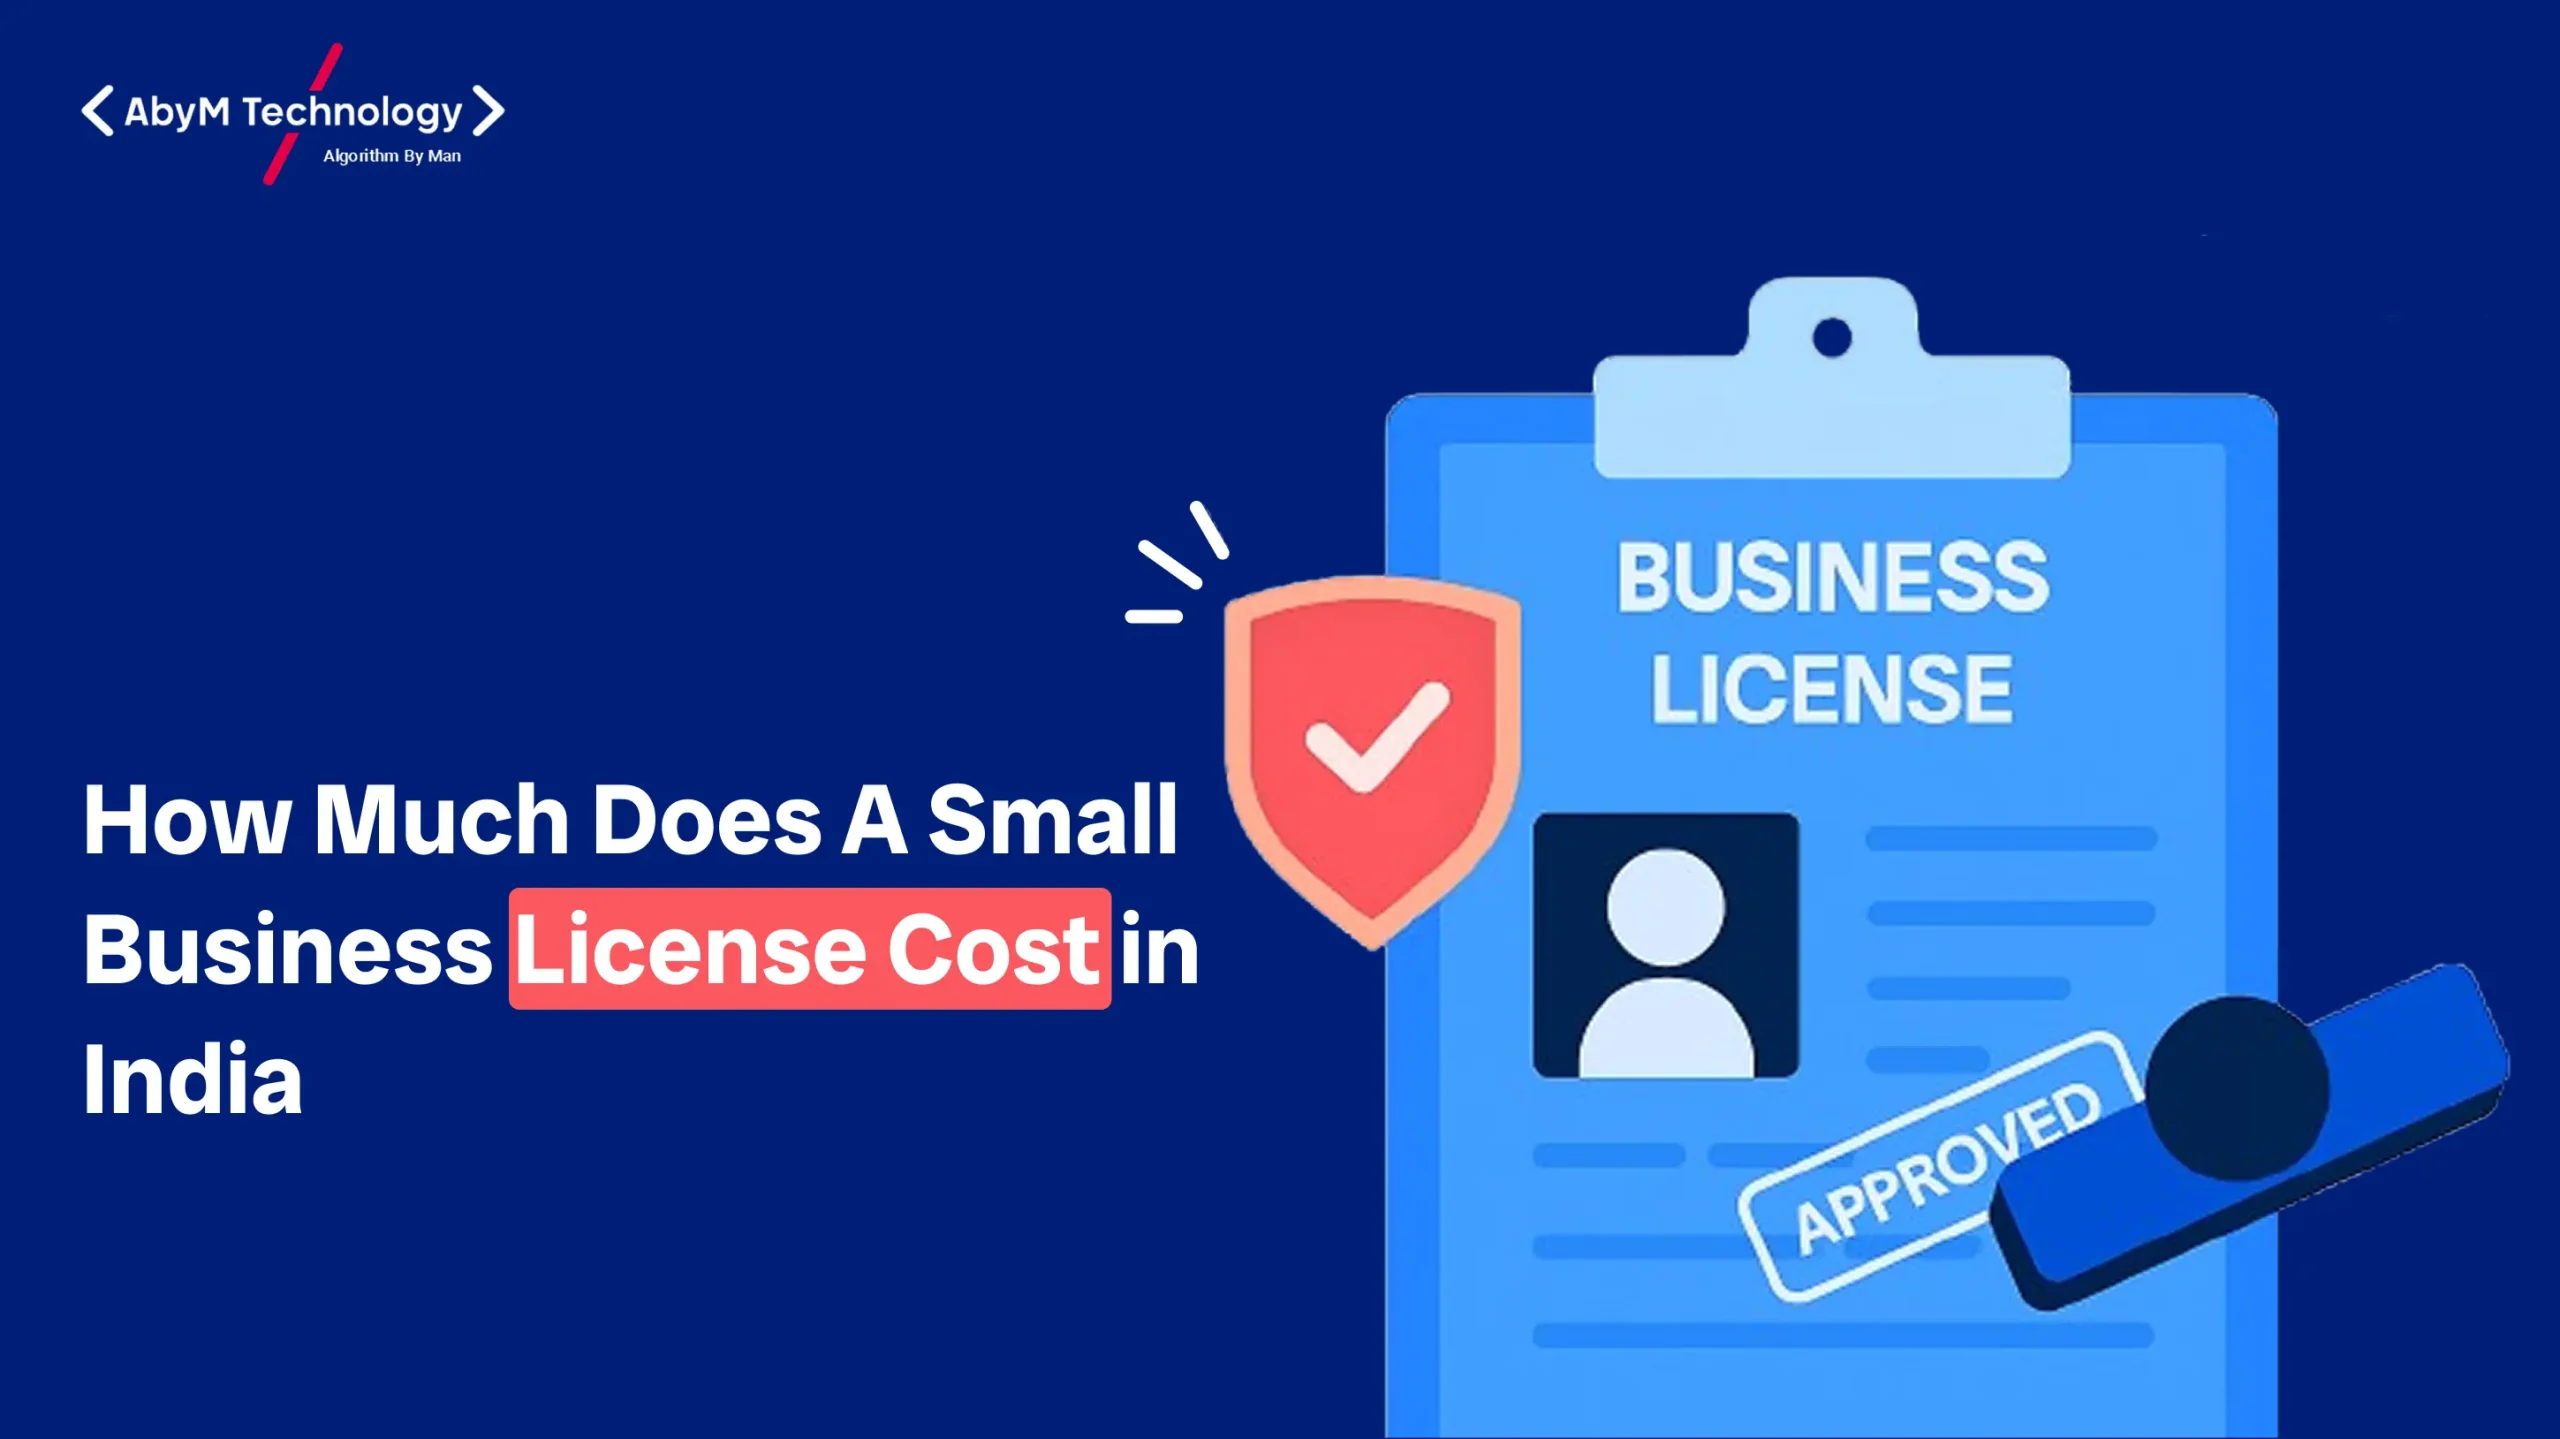 AbyM Technology
Algorithm By Man
How Much Does A Small
Business License Cost in
India
BUSINESS
LICENSE
APPROVED